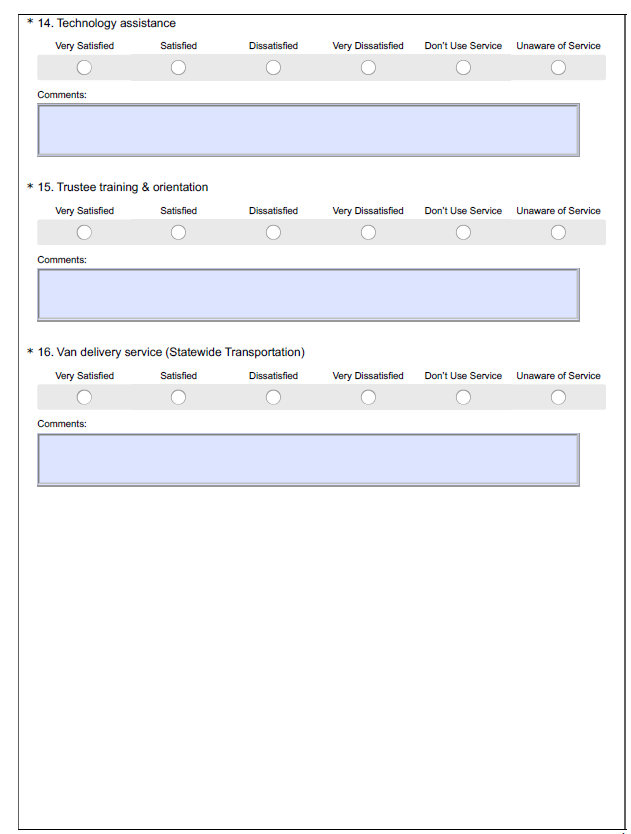 * 14. Technology assistance
Very Satisfied Satisfied Dissatisfied Very Dissatisfied Don't Use Service Unaware of Service
Comments:
* 15. Trustee training & orientation
Very Satisfied Satisfied Dissatisfied Very Dissatisfied Don't Use Service Unaware of Service
Comments:
* 16. Van delivery service (Statewide Transportation)
Very Satisfied Satisfied Dissatisfied Very Dissatisfied Don't Use Service Unaware of Service
Comments: